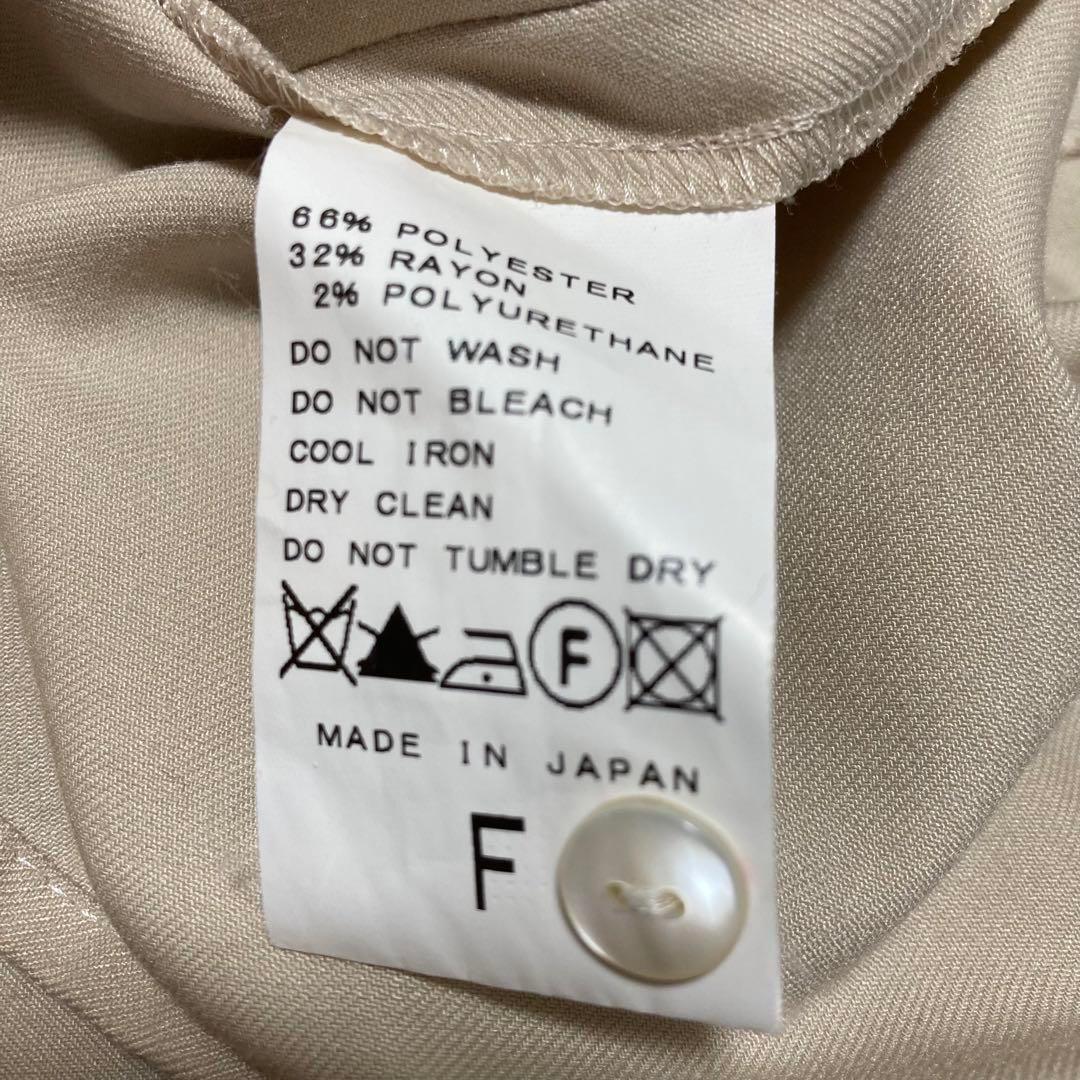 66% POLYESTER
32% RAYON
2% POLYURETHANE
DO NOT WASH
DO NOT BLEACH
COOL IRON
DRY CLEAN
DO NOT TUMBLE DRY
F
MADE IN JAPAN
F